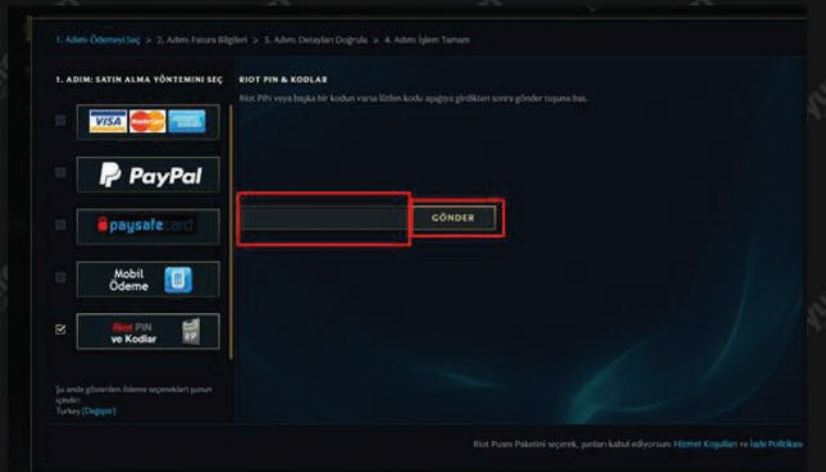 1. Adım: Ödemeyi Seç > 2. Adım: Fatura Bilgileri > 3. Adım: Detayları Doğrula > 4. Adım: İşlem Tamam
1. ADIM: SATIN ALMA YÖNTEMİNİ SEÇ
RIOT PIN & KODLAR
Riot PIN veya başka bir kodun varsa lütfen kodu aşağıya girdikten sonra gönder tuşuna bas.
VISA MasterCard
PayPal
paysafecard
GÖNDER
Mobil
Ödeme
Riot PIN
ve Kodlar
RP
Şu anda gösterilen ödeme seçenekleri şunun
içindir:
Turkey [Değiştir]
Riot Puanı Paketini seçerek, şunları kabul ediyorsun: Hizmet Koşulları ve İade Politikası